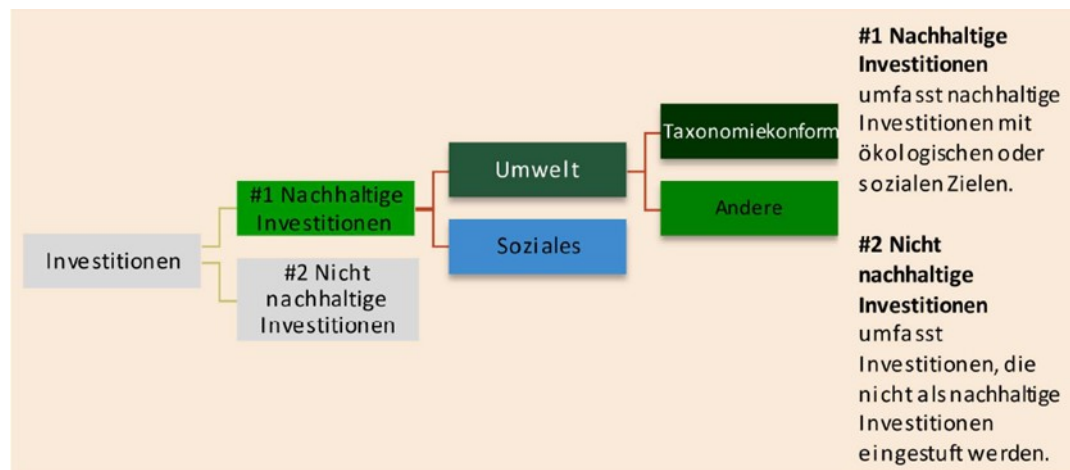 Investitionen
#1 Nachhaltige
Investitionen
#2 Nicht
nachhaltige
Investitionen
Umwelt
Soziales
Taxonomiekonform
Andere
#1 Nachhaltige
Investitionen
umfasst nachhaltige
Investitionen mit
ökologischen oder
sozialen Zielen.
#2 Nicht
nachhaltige
Investitionen
umfasst
Investitionen, die
nicht als nachhaltige
Investitionen
eingestuft werden.